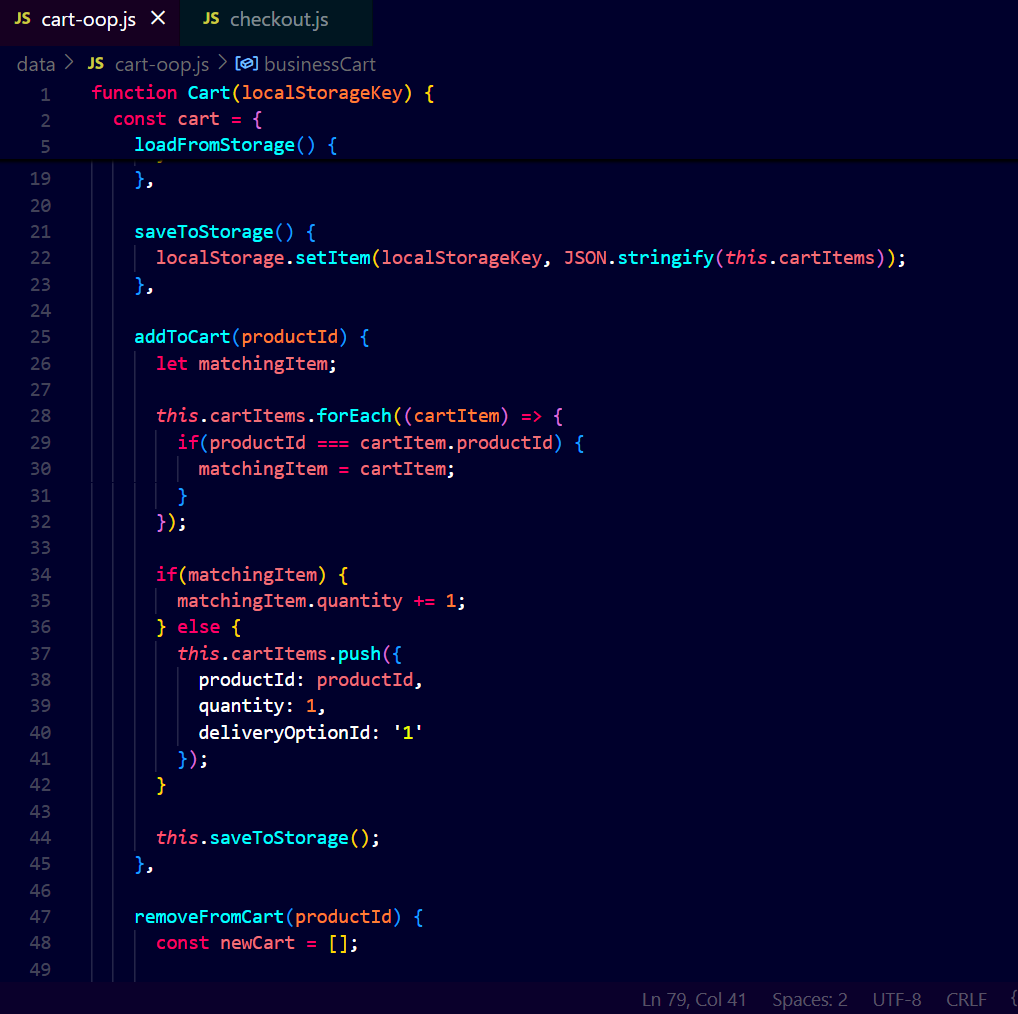 JS cart-oop.js × JS checkout.js
data > JS cart-oop.js > businessCart
1 function Cart(localStorageKey) {
2   const cart = {
5     loadFromStorage() {
19     },
20
21     saveToStorage() {
22       localStorage.setItem(localStorageKey, JSON.stringify(this.cartItems));
23     },
24
25     addToCart(productId) {
26       let matchingItem;
27
28       this.cartItems.forEach((cartItem) => {
29         if(productId === cartItem.productId) {
30           matchingItem = cartItem;
31         }
32       });
33
34       if(matchingItem) {
35         matchingItem.quantity += 1;
36       } else {
37         this.cartItems.push({
38           productId: productId,
39           quantity: 1,
40           deliveryOptionId: '1'
41         });
42       }
43
44       this.saveToStorage();
45     },
46
47     removeFromCart(productId) {
48       const newCart = [];
49
Ln 79, Col 41 Spaces: 2 UTF-8 CRLF {